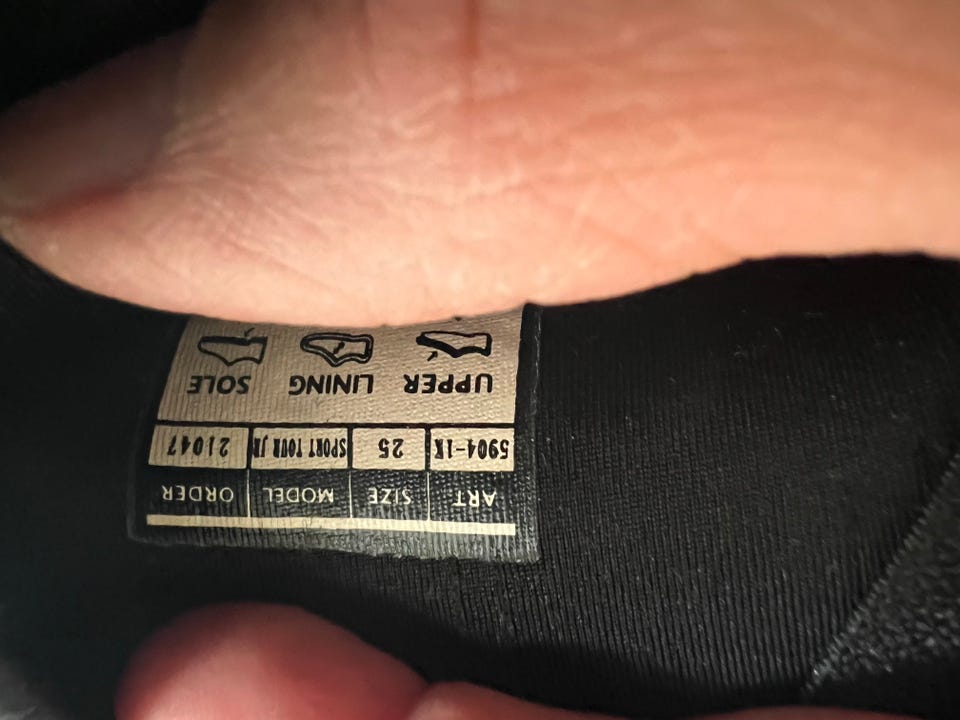 ART SIZE MODEL ORDER
5904-1K 25 SPORT TOUR JR 21047
UPPER LINING SOLE